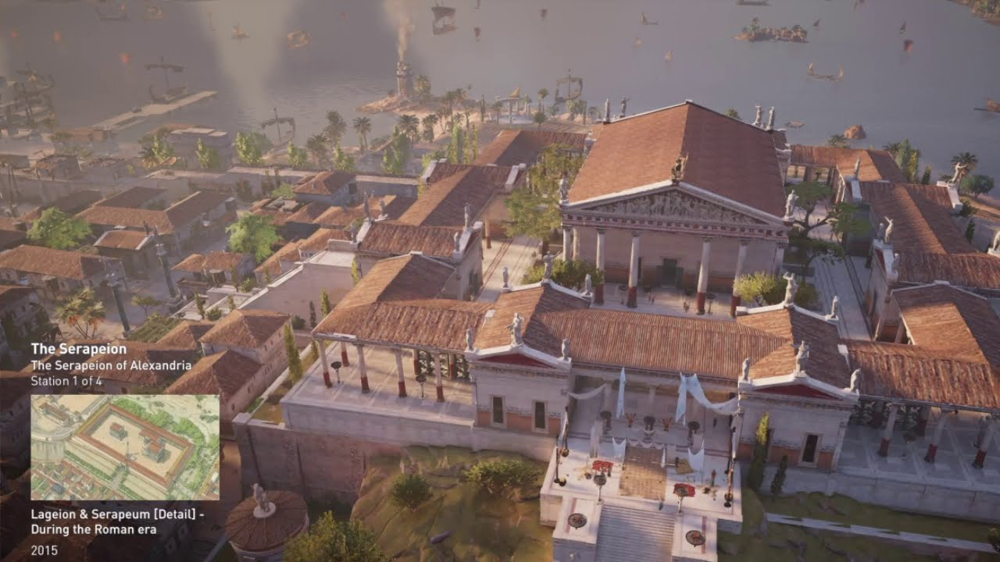 The Serapeion
The Serapeion of Alexandria
Station 1 of 4
Lageion & Serapeum [Detail] -
During the Roman era
2015